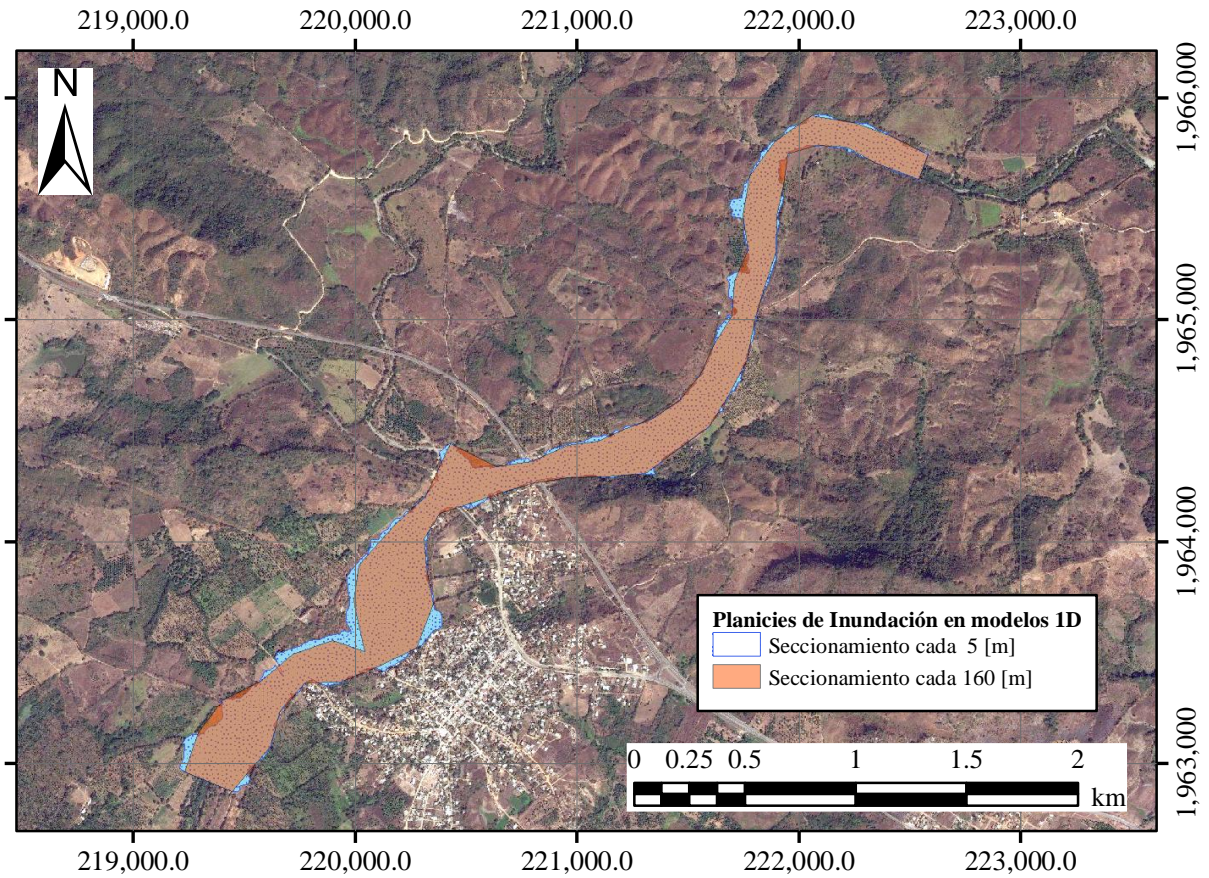 219,000.0 220,000.0 221,000.0 222,000.0 223,000.0
N
1,966,000
1,965,000
1,964,000
1,963,000
Planicies de Inundación en modelos 1D
Seccionamiento cada 5 [m]
Seccionamiento cada 160 [m]
0 0.25 0.5 1 1.5 2
km
219,000.0 220,000.0 221,000.0 222,000.0 223,000.0